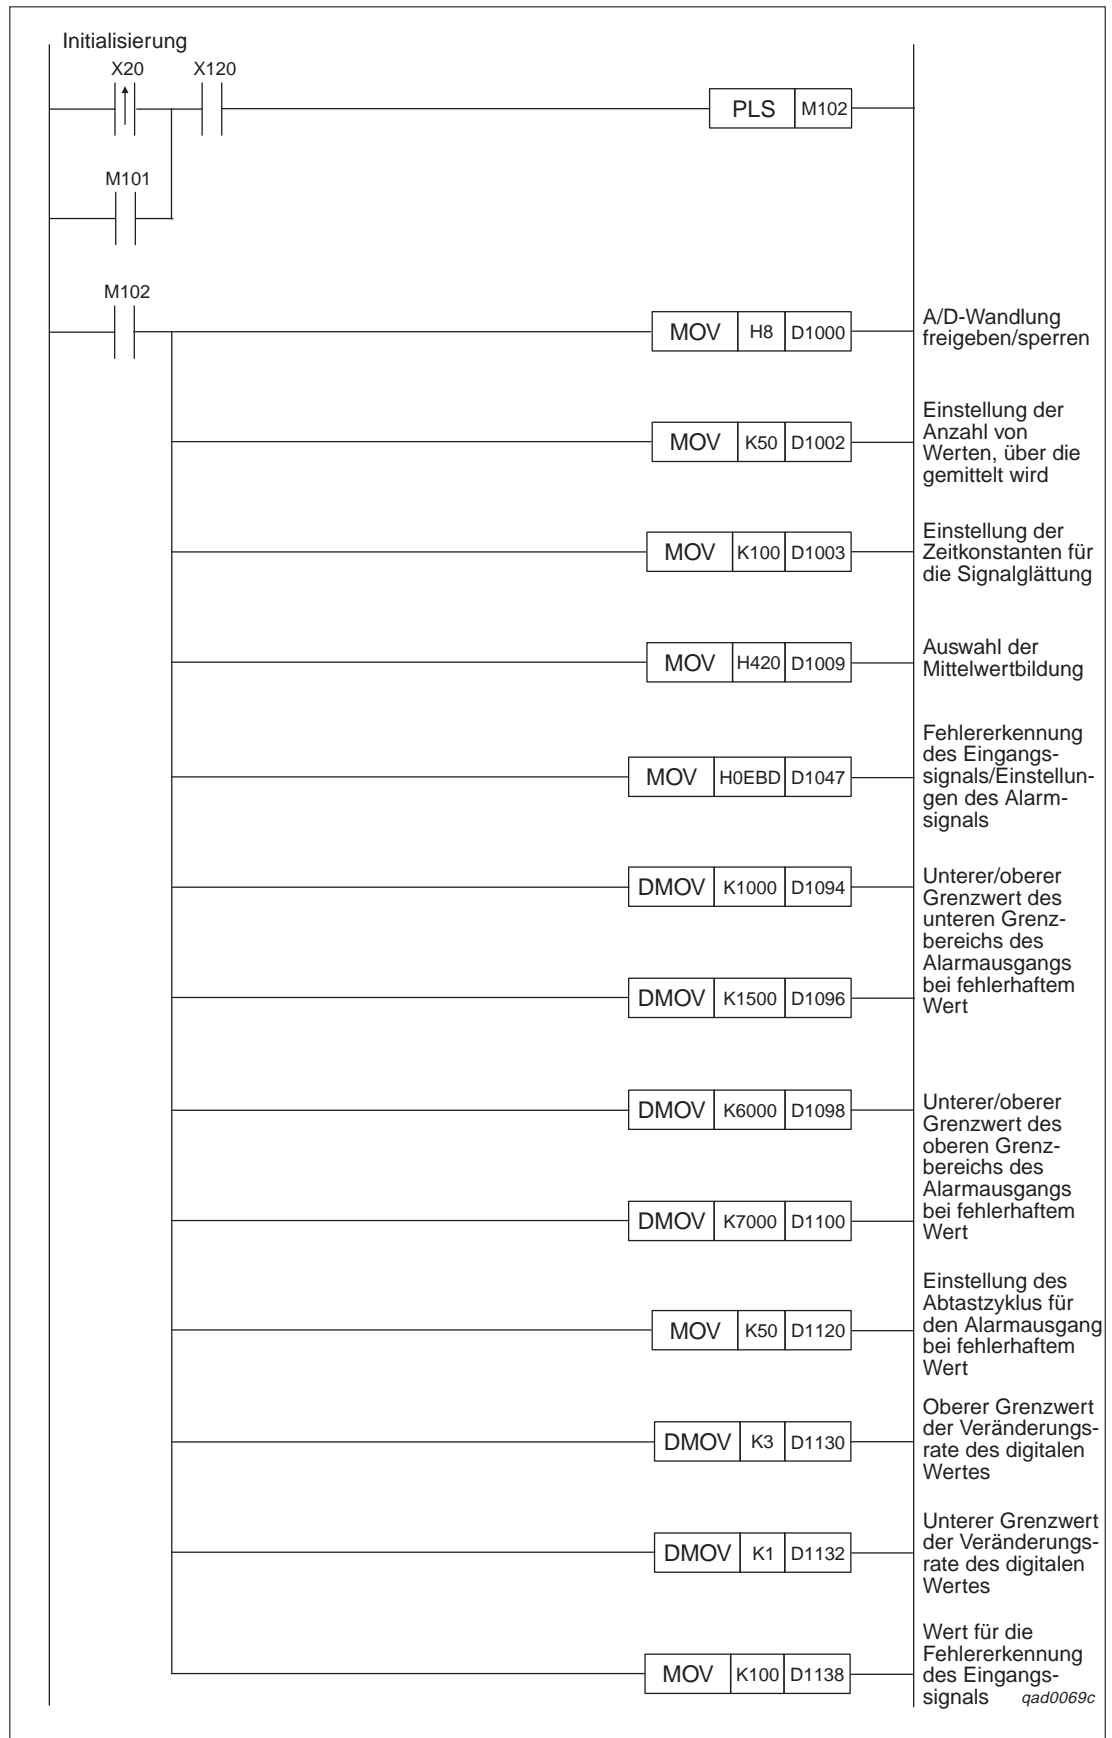 Initialisierung
X20 X120
PLS M102
M101
M102
MOV H8 D1000
A/D-Wandlung
freigeben/sperren
MOV K50 D1002
Einstellung der
Anzahl von
Werten, über die
gemittelt wird
MOV K100 D1003
Einstellung der
Zeitkonstanten für
die Signalglättung
MOV H420 D1009
Auswahl der
Mittelwertbildung
MOV H0EBD D1047
Fehlererkennung
des Eingangs-
signals/Einstellun-
gen des Alarm-
signals
DMOV K1000 D1094
Unterer/oberer
Grenzwert des
unteren Grenz-
bereichs des
Alarmausgangs
bei fehlerhaftem
Wert
DMOV K1500 D1096
DMOV K6000 D1098
Unterer/oberer
Grenzwert des
oberen Grenz-
bereichs des
Alarmausgangs
bei fehlerhaftem
Wert
DMOV K7000 D1100
MOV K50 D1120
Einstellung des
Abtastzyklus für
den Alarmausgang
bei fehlerhaftem
Wert
DMOV K3 D1130
Oberer Grenzwert
der Veränderungs-
rate des digitalen
Wertes
DMOV K1 D1132
Unterer Grenzwert
der Veränderungs-
rate des digitalen
Wertes
MOV K100 D1138
Wert für die
Fehlererkennung
des Eingangs-
signals qad0069c